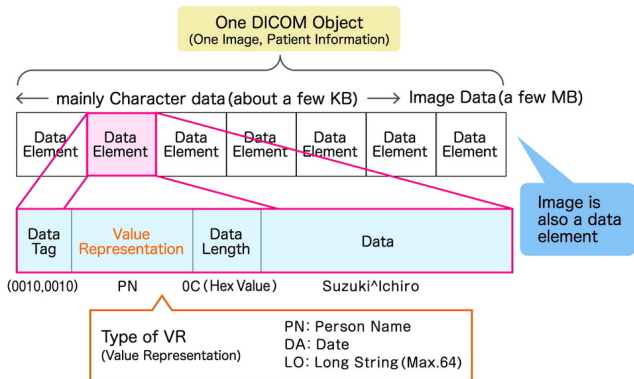 One DICOM Object
(One Image, Patient Information)
mainly Character data (about a few KB)
Image Data (a few MB)
Data Element
Data Element
Data Element
Data Element
Data Element
Data Element
Data Element
Image is
also a data
element
Data Tag
Value Representation
Data Length
Data
(0010,0010)
PN
0C (Hex Value)
Suzuki^Ichiro
Type of VR
(Value Representation)
PN: Person Name
DA: Date
LO: Long String (Max.64)